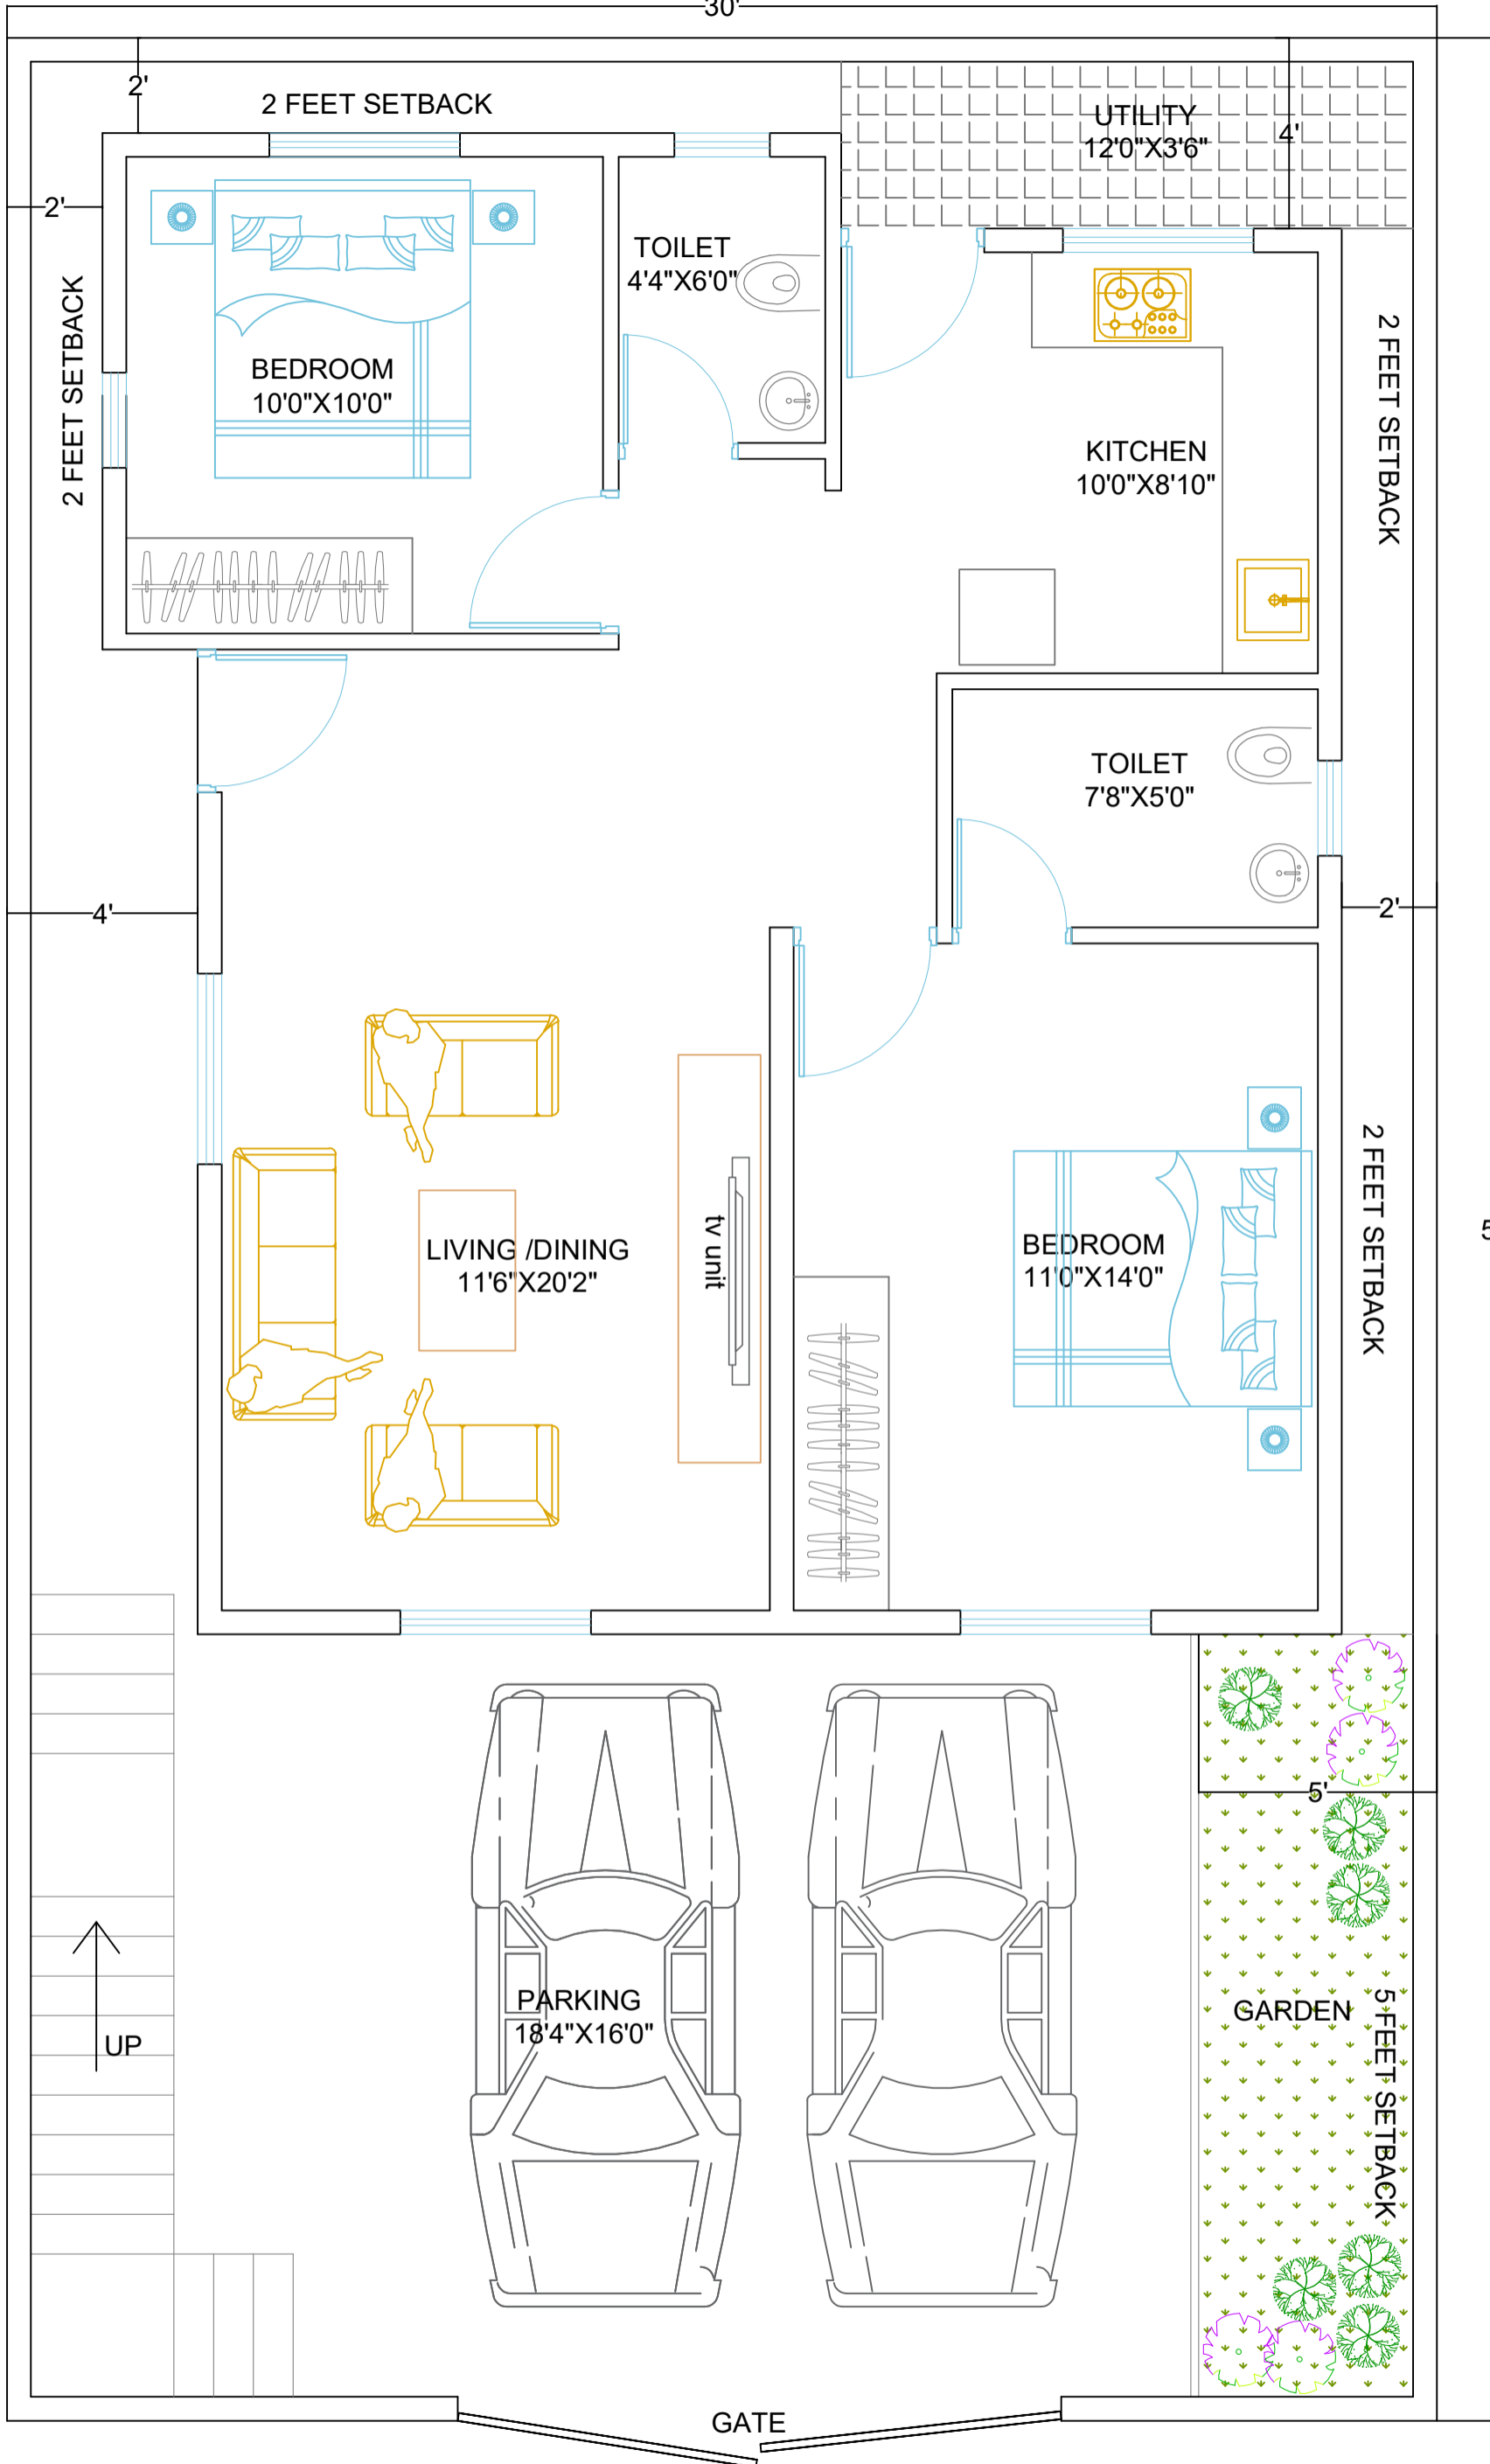 30'
2'
2 FEET SETBACK
UTILITY
12'0"X3'6"
4'
2'
TOILET
4'4"X6'0"
2 FEET SETBACK
BEDROOM
10'0"X10'0"
2 FEET SETBACK
KITCHEN
10'0"X8'10"
TOILET
7'8"X5'0"
4'
2'
2 FEET SETBACK
tv unit
LIVING /DINING
11'6"X20'2"
BEDROOM
11'0"X14'0"
5'
PARKING
18'4"X16'0"
GARDEN
5 FEET SETBACK
UP
GATE